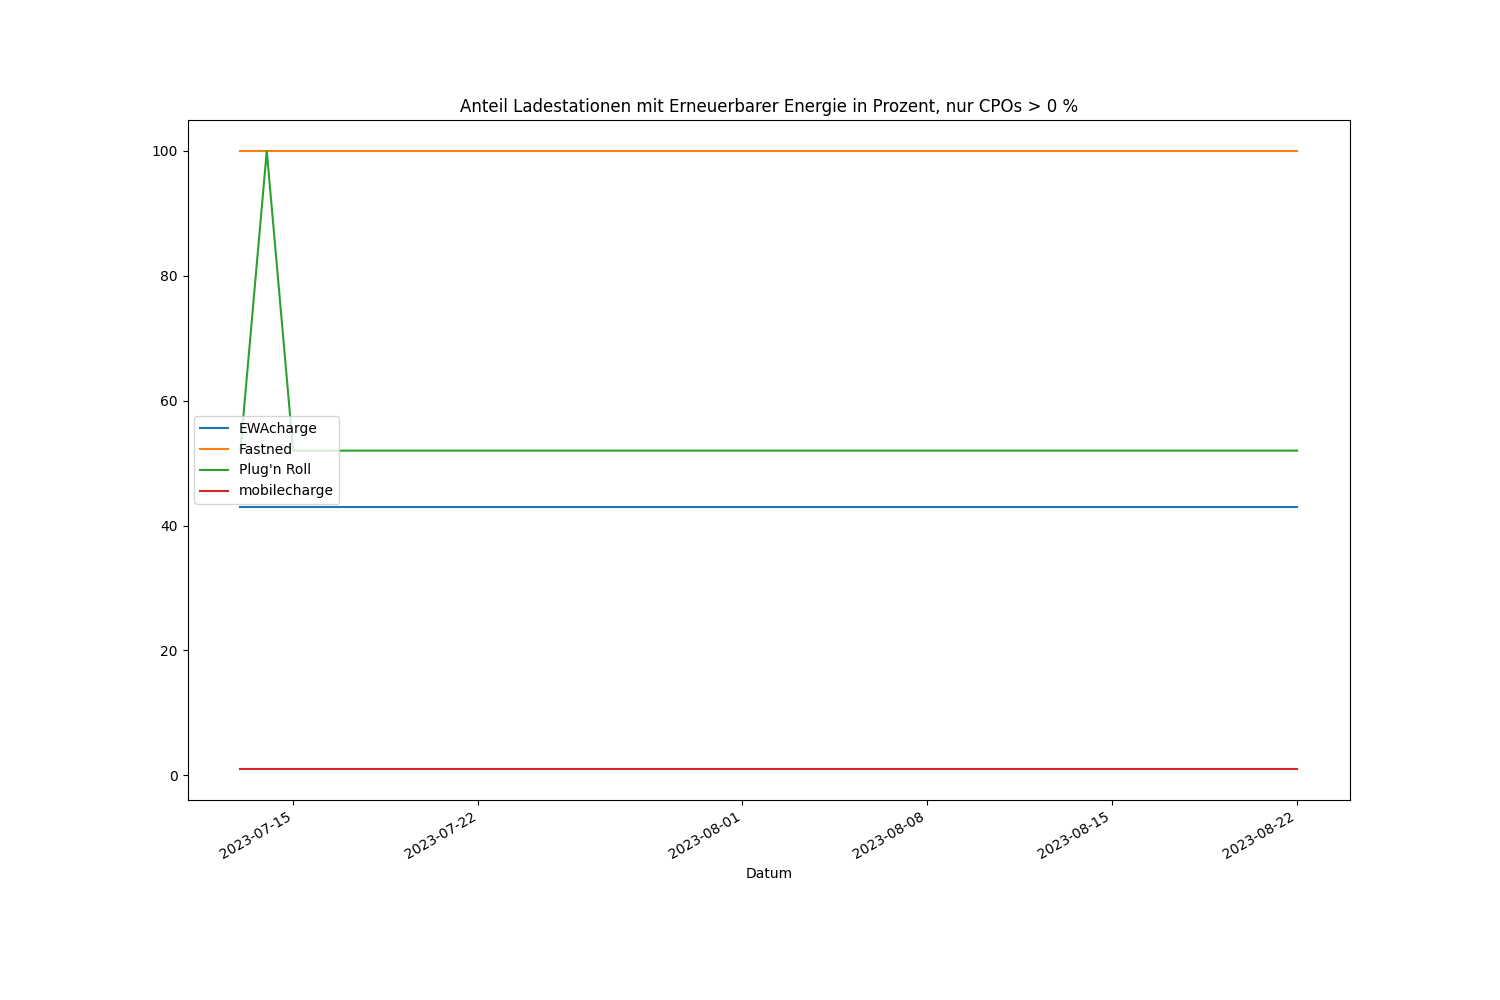 Anteil Ladestationen mit Erneuerbarer Energie in Prozent, nur CPOs > 0 %
100
80
60
40
20
0
EWAcharge
Fastned
Plug'n Roll
mobilecharge
2023-07-15
2023-07-22
2023-08-01
2023-08-08
2023-08-15
2023-08-22
Datum